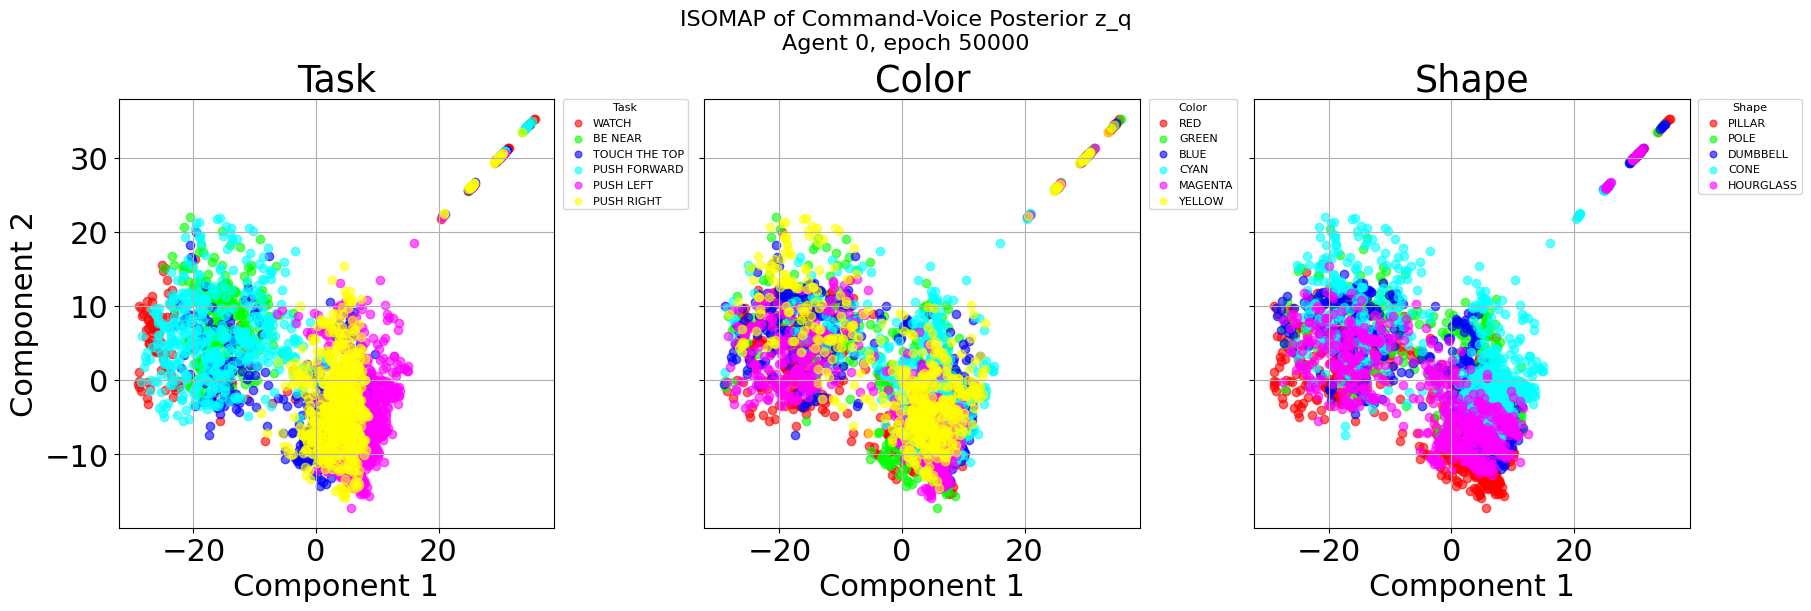 ISOMAP of Command-Voice Posterior z_q
Agent 0, epoch 50000
Task
Color
Shape
Task
WATCH
BE NEAR
TOUCH THE TOP
PUSH FORWARD
PUSH LEFT
PUSH RIGHT
Color
RED
GREEN
BLUE
CYAN
MAGENTA
YELLOW
Shape
PILLAR
POLE
DUMBBELL
CONE
HOURGLASS
Component 2
30
20
10
0
−10
−20
0
20
−20
0
20
−20
0
20
Component 1
Component 1
Component 1